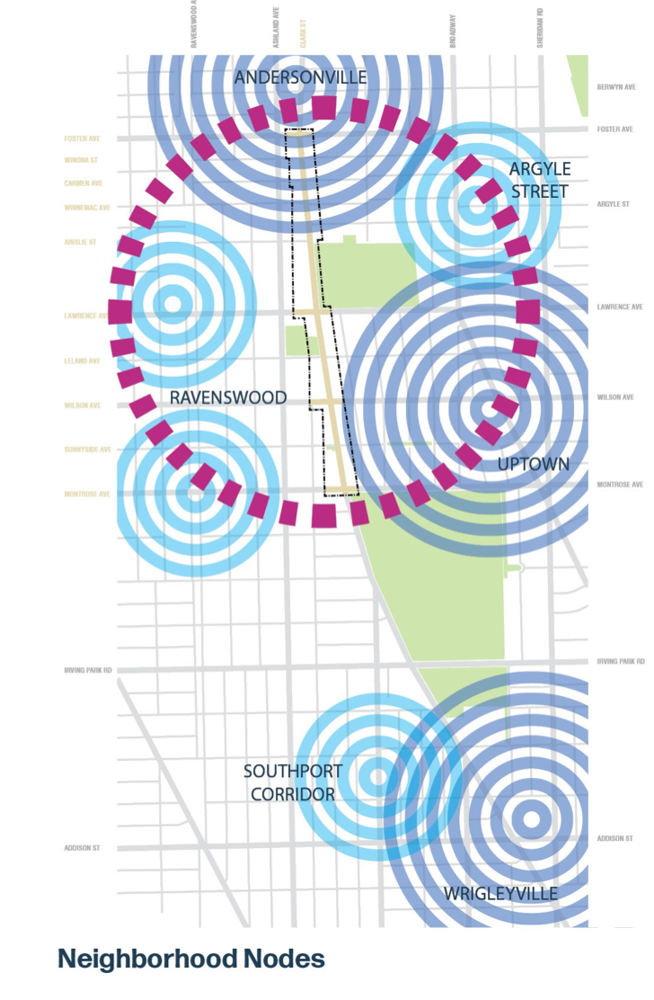 RAVENSWOOD A
ASHLAND AVE
CLARK ST
BROADWAY
SHERIDAN RD
ANDERSONVILLE
BERWYN AVE
FOSTER AVE
FOSTER AVE
WINONA ST
ARGYLE
STREET
CARMEN AVE
WINNEMAC AVE
ARGYLE ST
AINSLIE ST
LAWRENCE AV
LAWRENCE AVE
LELAND AVE
RAVENSWOOD
WILSON AVE
WILSON AVE
SUNNYSIDE AVE
UPTOWN
MONTROSE AVE
MONTROSE AVE
IRVING PARK RD
IRVING PARK RD
SOUTHPORT
CORRIDOR
ADDISON ST
ADDISON ST
WRIGLEYVILLE
Neighborhood Nodes